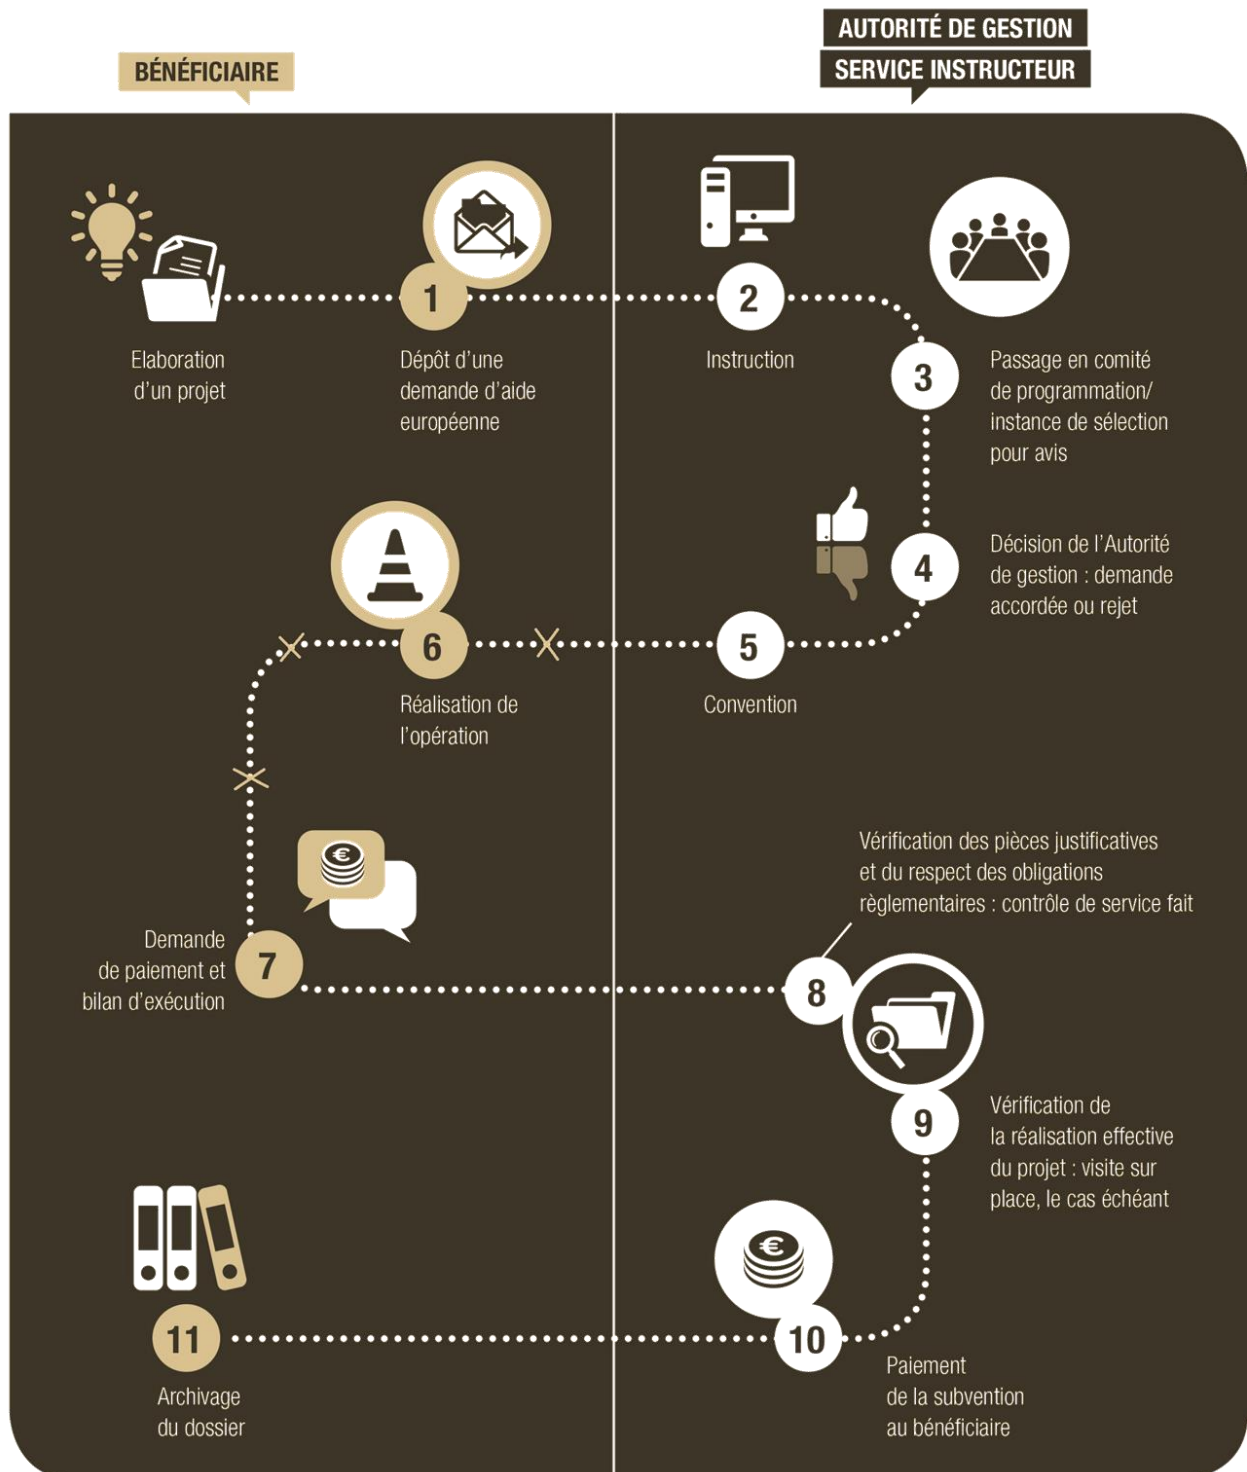 BÉNÉFICIAIRE
AUTORITÉ DE GESTION
SERVICE INSTRUCTEUR
Elaboration
d'un projet
1
Dépôt d'une
demande d'aide
européenne
2
Instruction
3
Passage en comité
de programmation/
instance de sélection
pour avis
4
Décision de l'Autorité
de gestion : demande
accordée ou rejet
5
Convention
6
Réalisation de
l'opération
€
7
Demande
de paiement et
bilan d'exécution
8
Vérification des pièces justificatives
et du respect des obligations
règlementaires : contrôle de service fait
9
Vérification de
la réalisation effective
du projet : visite sur
place, le cas échéant
€
10
Paiement
de la subvention
au bénéficiaire
11
Archivage
du dossier